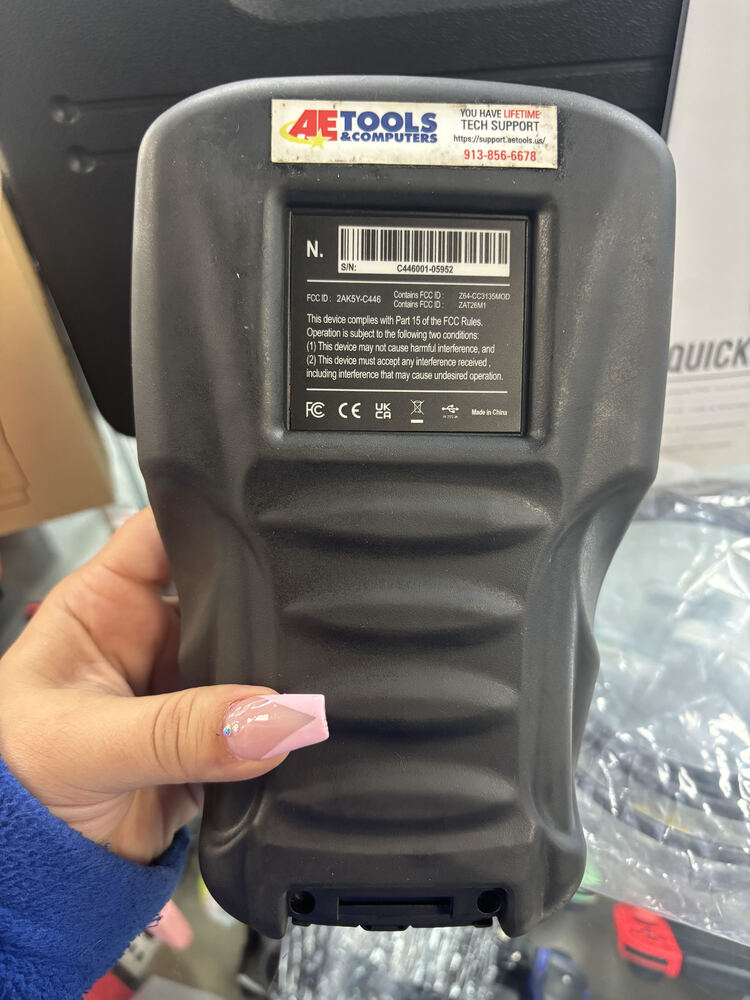 AETOOLS
&COMPUTERS
YOU HAVE LIFETIME
TECH SUPPORT
https://support.aetools.us/
913-856-6678
N.
S/N: C446001-05952
FCC ID : 2AK5Y-C446
Contains FCC ID : Z64-CC3135MOD
Contains FCC ID : ZAT26M1
This device complies with Part 15 of the FCC Rules.
Operation is subject to the following two conditions:
(1) This device may not cause harmful interference, and
(2) This device must accept any interference received ,
including interference that may cause undesired operation.
FC CE UK
CA
Made in China
QUICK